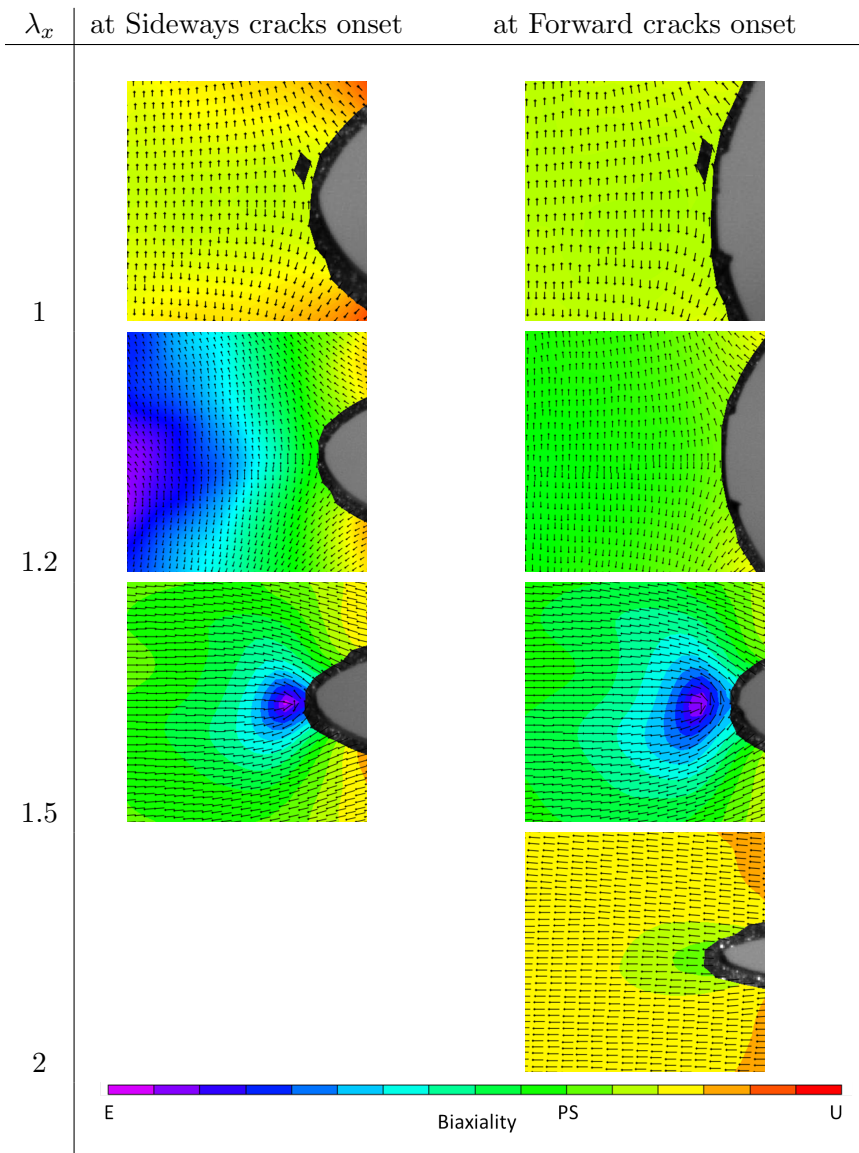 λx at Sideways cracks onset at Forward cracks onset
1
1.2
1.5
2
E PS U
Biaxiality